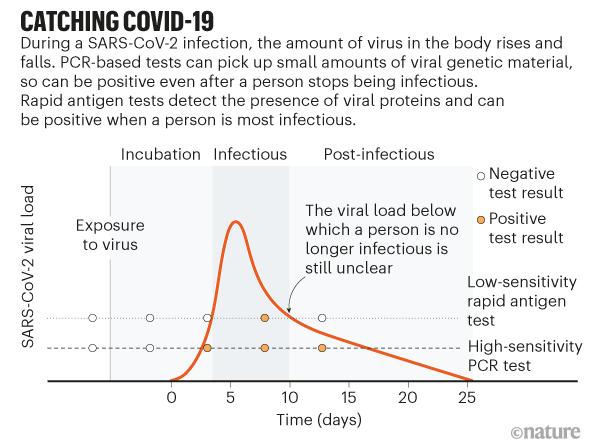 CATCHING COVID-19
During a SARS-CoV-2 infection, the amount of virus in the body rises and
falls. PCR-based tests can pick up small amounts of viral genetic material,
so can be positive even after a person stops being infectious.
Rapid antigen tests detect the presence of viral proteins and can
be positive when a person is most infectious.
Incubation
Infectious
Post-infectious
Negative
test result
Positive
test result
Exposure
to virus
The viral load below
which a person is no
longer infectious is
still unclear
SARS-CoV-2 viral load
Low-sensitivity
rapid antigen
test
High-sensitivity
PCR test
0 5 10 15 20 25
Time (days)
©nature